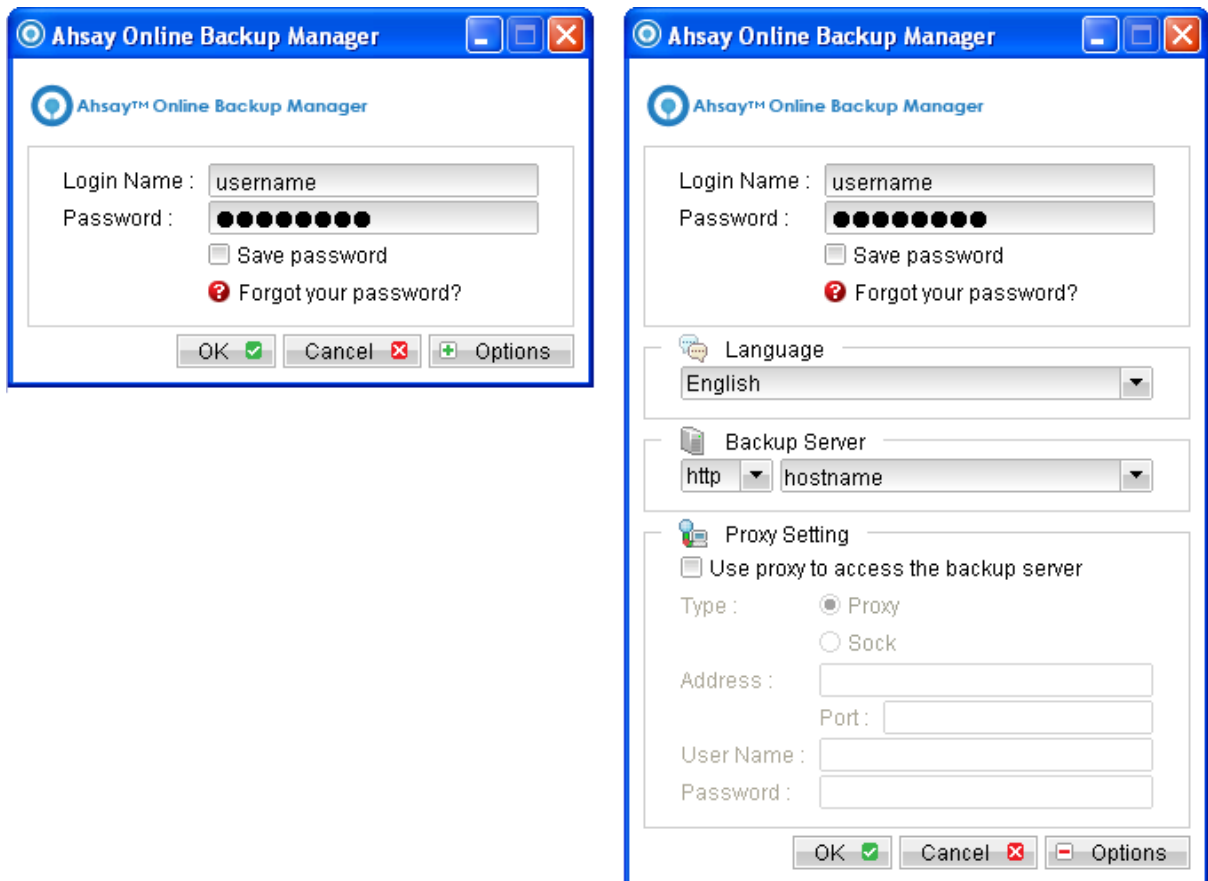 Ahsay Online Backup Manager
Ahsay™ Online Backup Manager
Login Name : username
Password : ●●●●●●●●
Save password
Forgot your password?
OK Cancel Options
Ahsay Online Backup Manager
Ahsay™ Online Backup Manager
Login Name : username
Password : ●●●●●●●●
Save password
Forgot your password?
Language
English
Backup Server
http hostname
Proxy Setting
Use proxy to access the backup server
Type : Proxy
Sock
Address :
Port :
User Name :
Password :
OK Cancel Options